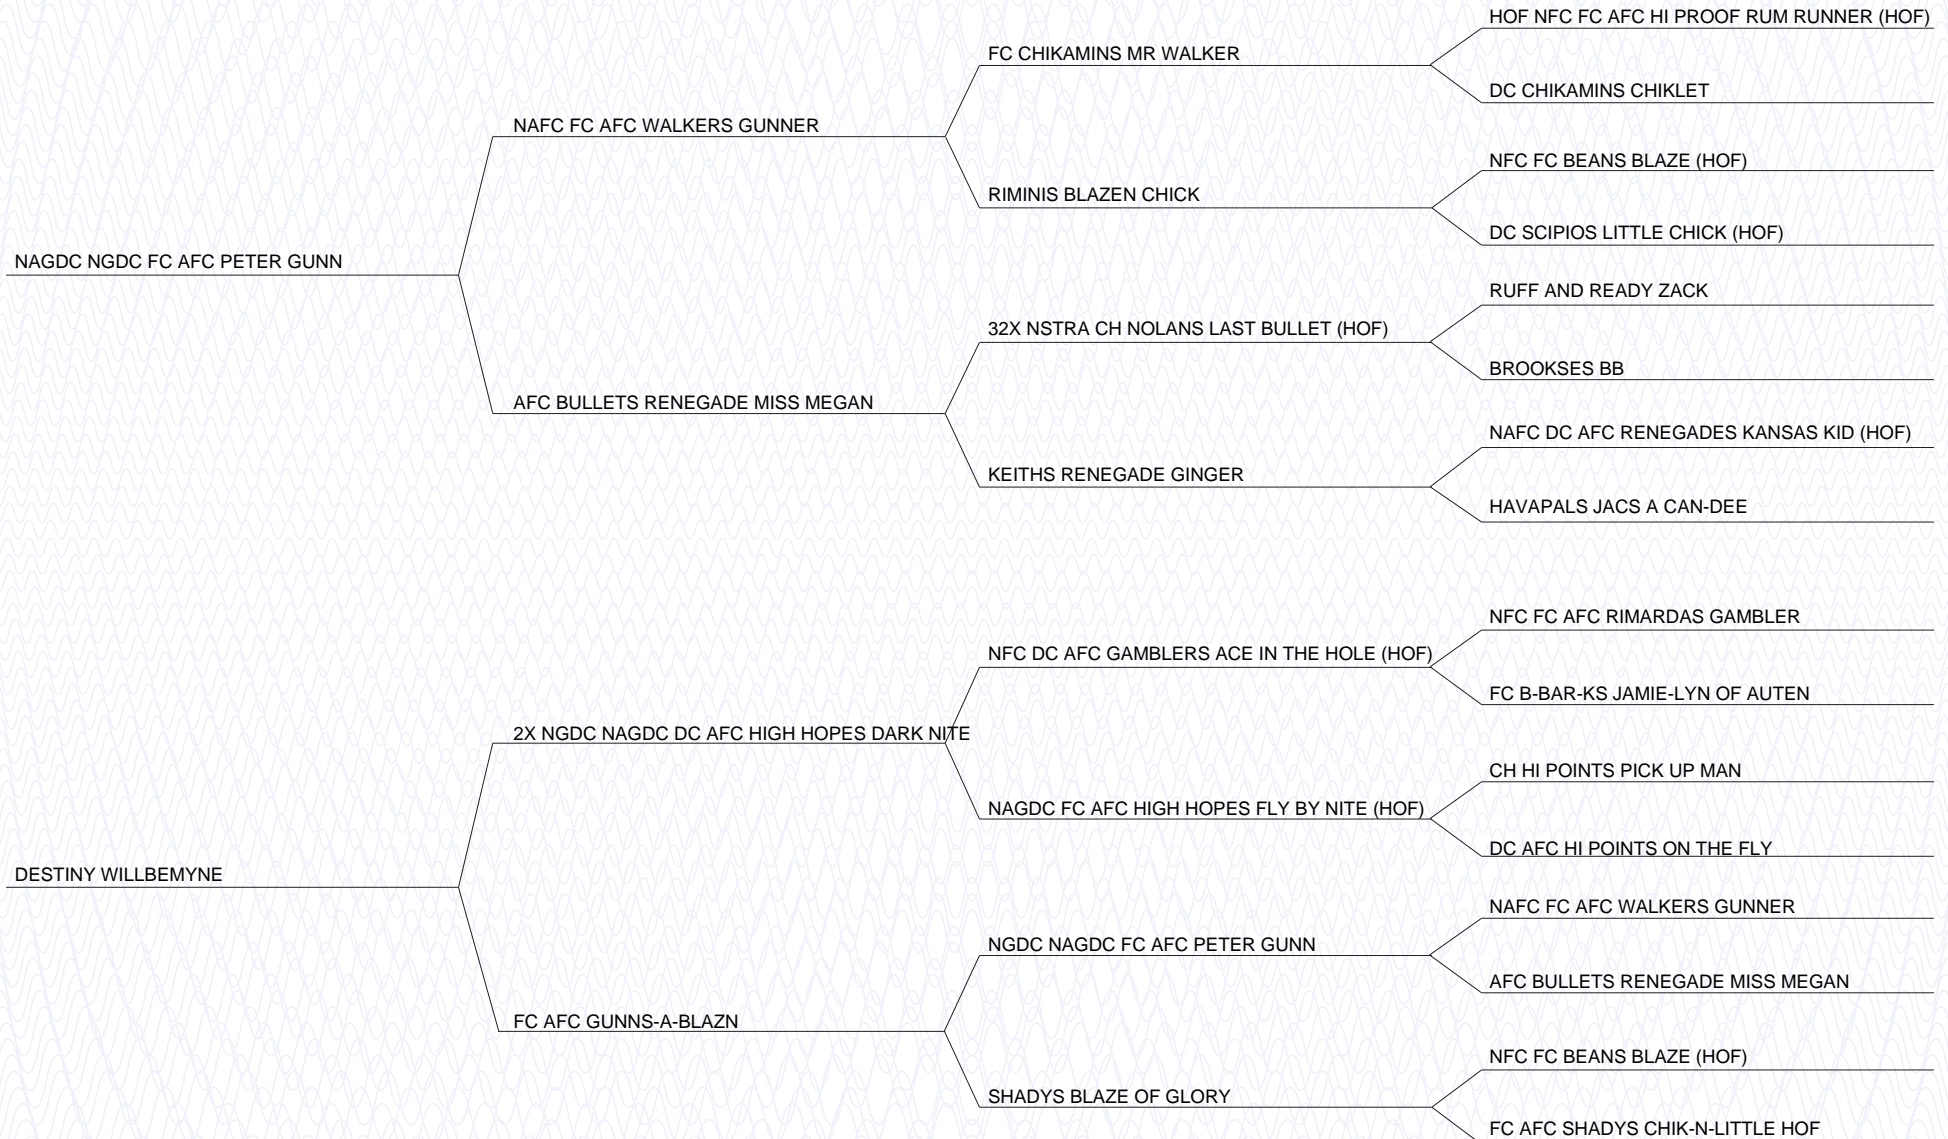 HOF NFC FC AFC HI PROOF RUM RUNNER (HOF)
FC CHIKAMINS MR WALKER
DC CHIKAMINS CHIKLET
NAFC FC AFC WALKERS GUNNER
NFC FC BEANS BLAZE (HOF)
RIMINIS BLAZEN CHICK
DC SCIPIOS LITTLE CHICK (HOF)
NAGDC NGDC FC AFC PETER GUNN
RUFF AND READY ZACK
32X NSTRA CH NOLANS LAST BULLET (HOF)
BROOKSES BB
AFC BULLETS RENEGADE MISS MEGAN
NAFC DC AFC RENEGADES KANSAS KID (HOF)
KEITHS RENEGADE GINGER
HAVAPALS JACS A CAN-DEE
NFC FC AFC RIMARDAS GAMBLER
NFC DC AFC GAMBLERS ACE IN THE HOLE (HOF)
FC B-BAR-KS JAMIE-LYN OF AUTEN
2X NGDC NAGDC DC AFC HIGH HOPES DARK NITE
CH HI POINTS PICK UP MAN
NAGDC FC AFC HIGH HOPES FLY BY NITE (HOF)
DC AFC HI POINTS ON THE FLY
DESTINY WILLBEMYNE
NAFC FC AFC WALKERS GUNNER
NGDC NAGDC FC AFC PETER GUNN
AFC BULLETS RENEGADE MISS MEGAN
FC AFC GUNNS-A-BLAZN
NFC FC BEANS BLAZE (HOF)
SHADYS BLAZE OF GLORY
FC AFC SHADYS CHIK-N-LITTLE HOF